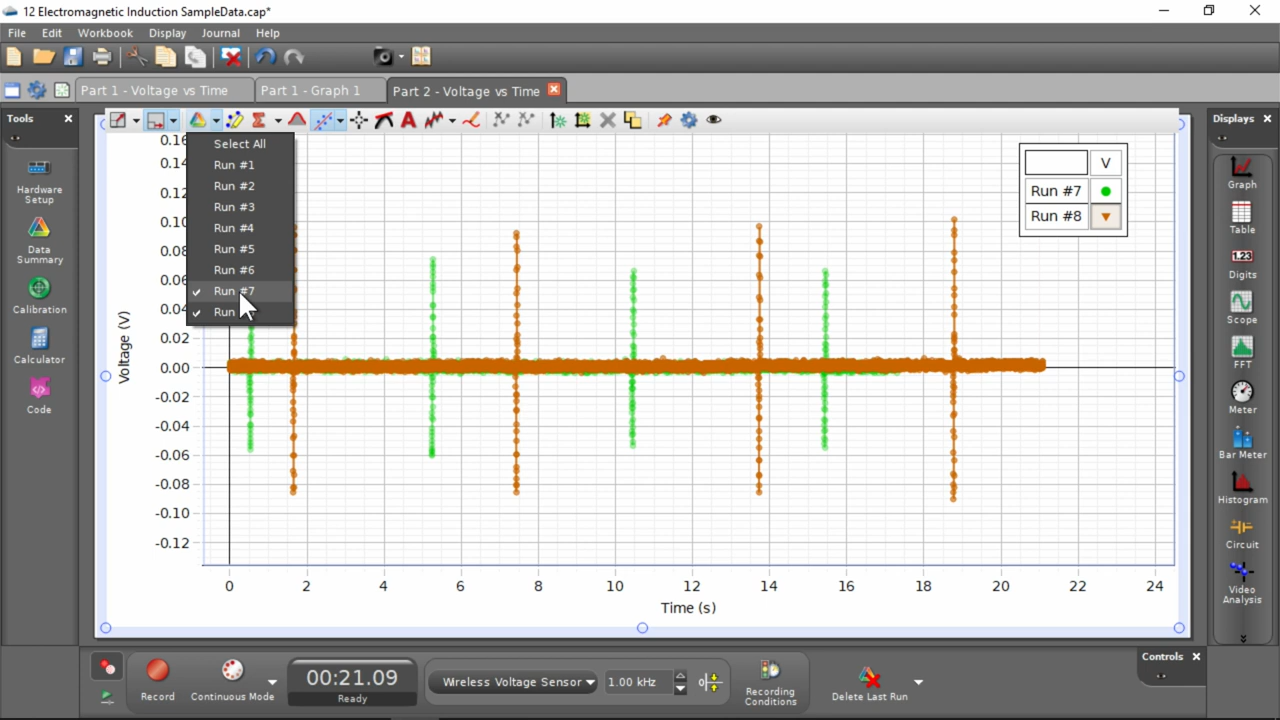 12 Electromagnetic Induction SampleData.cap*
File Edit Workbook Display Journal Help
Part 1 - Voltage vs Time
Part 1 - Graph 1
Part 2 - Voltage vs Time
Tools
Hardware
Setup
Data
Summary
Calibration
Calculator
Code
Select All
Run #1
Run #2
Run #3
Run #4
Run #5
Run #6
Run #7
Run
0.16
0.14
0.12
0.10
0.08
0.06
0.04
0.02
0.00
-0.02
-0.04
-0.06
-0.08
-0.10
-0.12
Voltage (V)
0 2 4 6 8 10 12 14 16 18 20 22 24
Time (s)
V
Run #7
Run #8
Displays
Graph
Table
1.23
Digits
Scope
FFT
Meter
Bar Meter
Histogram
Circuit
Video
Analysis
Record
Continuous Mode
00:21.09
Ready
Wireless Voltage Sensor
1.00 kHz
Recording
Conditions
Delete Last Run
Controls